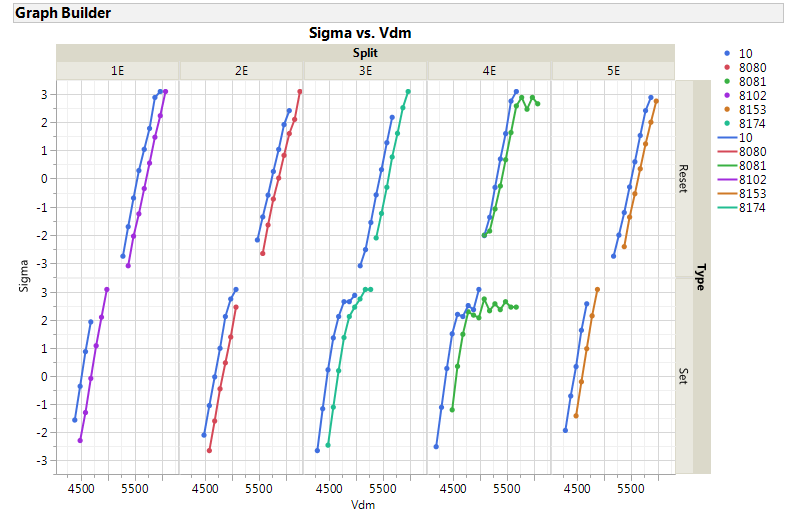 Graph Builder
Sigma vs. Vdm
Split
1E 2E 3E 4E 5E
3
2
1
0
-1
-2
-3
Reset
3
2
1
0
-1
-2
-3
Set
Sigma
Type
4500 5500 4500 5500 4500 5500 4500 5500 4500 5500
Vdm
10
8080
8081
8102
8153
8174
10
8080
8081
8102
8153
8174